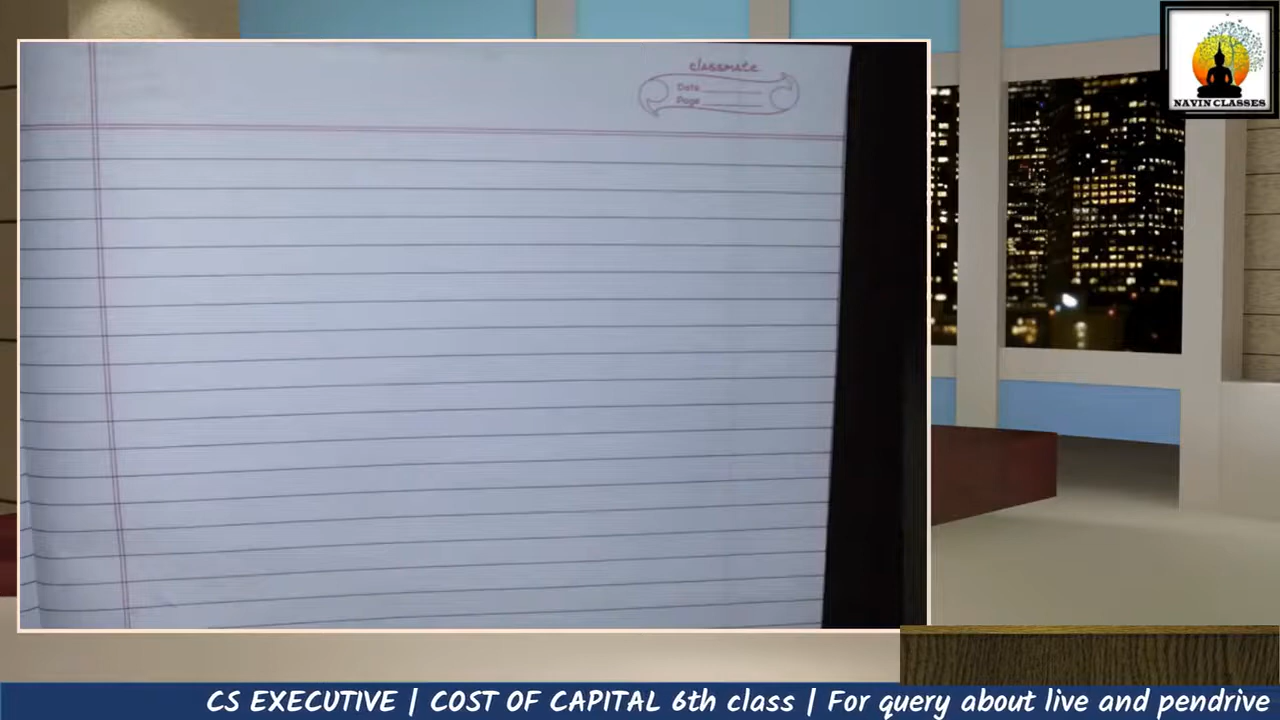 classmate
Date
Page
NAVIN CLASSES
CS EXECUTIVE | COST OF CAPITAL 6th class | For query about live and pendrive